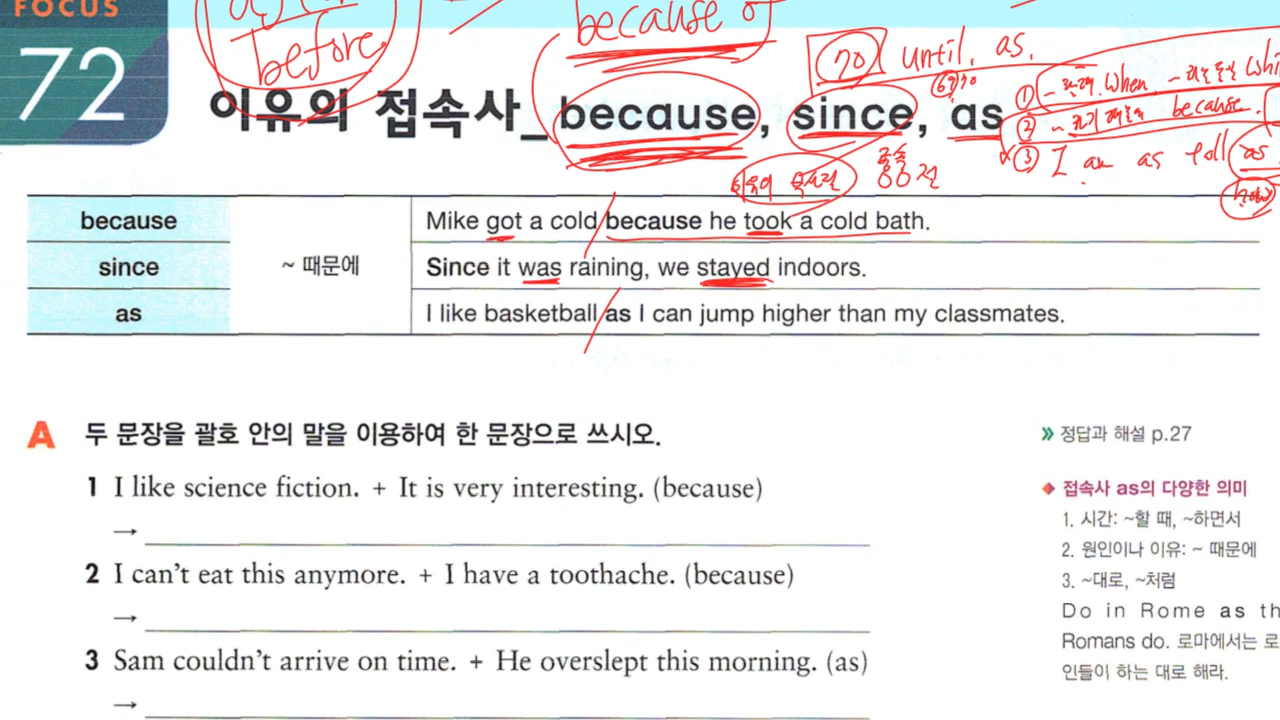 FOCUS
72
before
because of
70 until, as.
① ~ when ~ whi
② ~ because
③ I am as tall as
이유의 접속사_because, since, as
because
since
as
~ 때문에
Mike got a cold because he took a cold bath.
Since it was raining, we stayed indoors.
I like basketball as I can jump higher than my classmates.
A 두 문장을 괄호 안의 말을 이용하여 한 문장으로 쓰시오.
1 I like science fiction. + It is very interesting. (because)
→
2 I can't eat this anymore. + I have a toothache. (because)
→
3 Sam couldn't arrive on time. + He overslept this morning. (as)
→
» 정답과 해설 p.27
접속사 as의 다양한 의미
1. 시간: ~할 때, ~하면서
2. 원인이나 이유: ~ 때문에
3. ~대로, ~처럼
Do in Rome as th
Romans do. 로마에서는 로
인들이 하는 대로 해라.